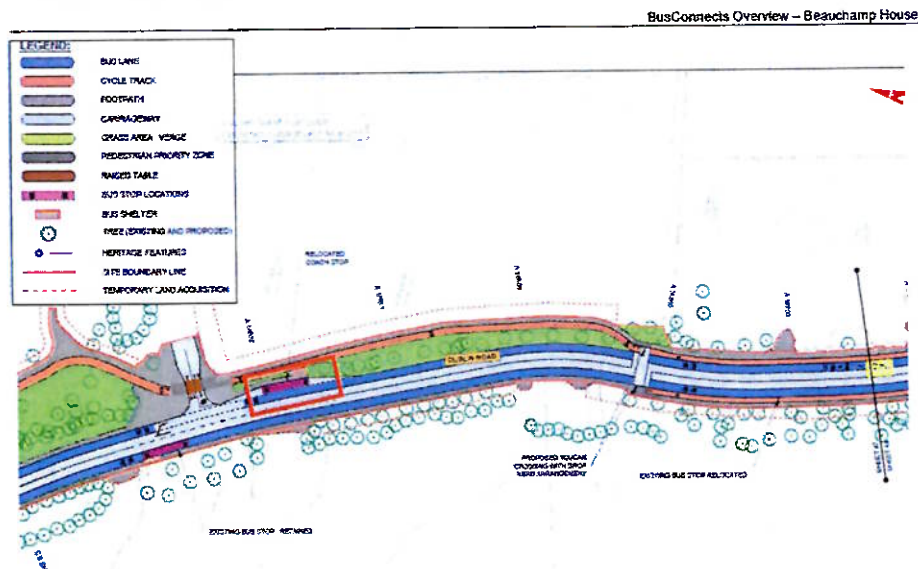 BusConnects Overview – Beauchamp House
LEGEND:
BUS LANE
CYCLE TRACK
FOOTPATH
CARRIAGEWAY
GRASS AREA VERGE
PEDESTRIAN PRIORITY ZONE
RAISED TABLE
BUS STOP LOCATIONS
BUS SHELTER
TREE (EXISTING AND PROPOSED)
HERITAGE FEATURES
SITE BOUNDARY LINE
TEMPORARY LAND ACQUISITION
N
RELOCATED
COACH STOP
DUBLIN ROAD
PROPOSED TOUCAN
CROSSING WITH DROP
EXISTING BUS STOP RELOCATED
EXISTING BUS STOP RETAINED